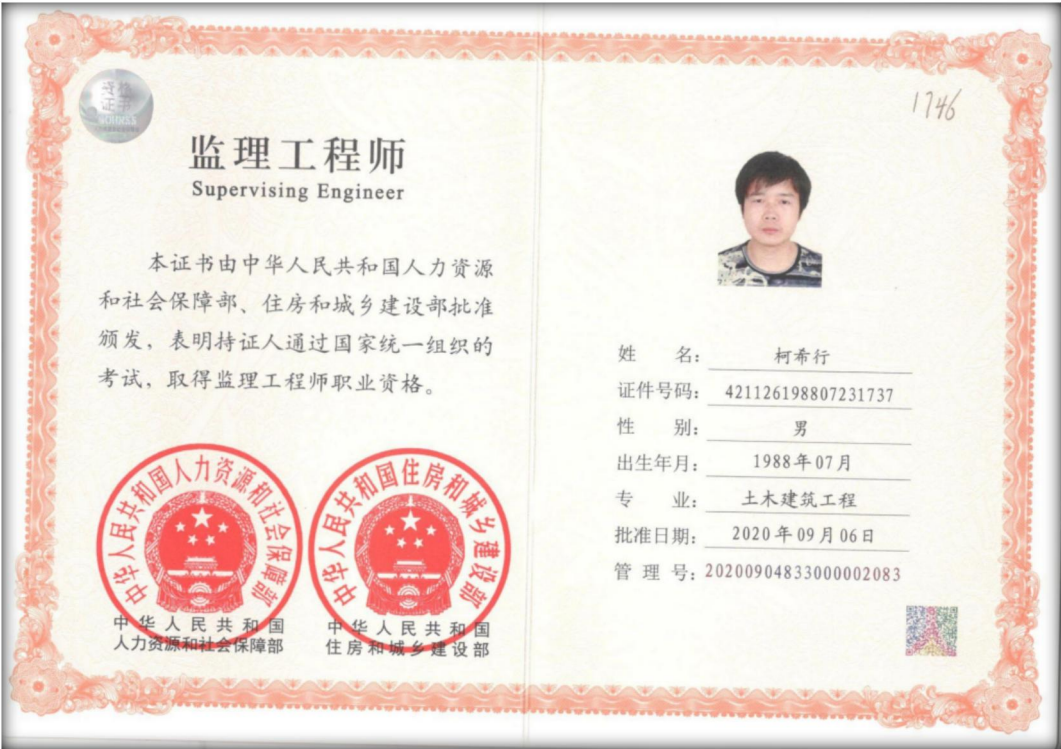 资格
证书
1746
监理工程师
Supervising Engineer
本证书由中华人民共和国人力资源
和社会保障部、住房和城乡建设部批准
颁发，表明持证人通过国家统一组织的
考试，取得监理工程师职业资格。
姓 名： 柯希行
证件号码： 421126198807231737
性 别： 男
出生年月： 1988年07月
专 业： 土木建筑工程
批准日期： 2020年09月06日
管 理 号： 20200904833000002083
中华人民共和国人力资源和社会保障部
中华人民共和国住房和城乡建设部
中华人民共和国
人力资源和社会保障部
中华人民共和国
住房和城乡建设部